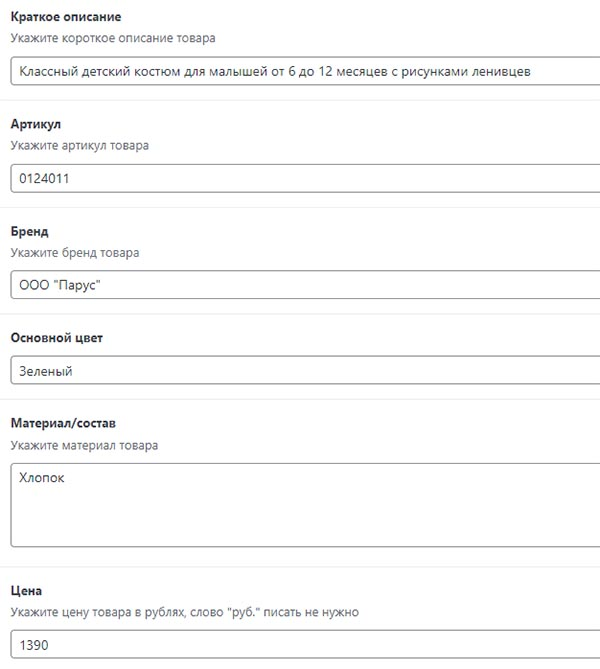 Краткое описание
Укажите короткое описание товара
Классный детский костюм для малышей от 6 до 12 месяцев с рисунками ленивцев
Артикул
Укажите артикул товара
0124011
Бренд
Укажите бренд товара
ООО "Парус"
Основной цвет
Зеленый
Материал/состав
Укажите материал товара
Хлопок
Цена
Укажите цену товара в рублях, слово "руб." писать не нужно
1390